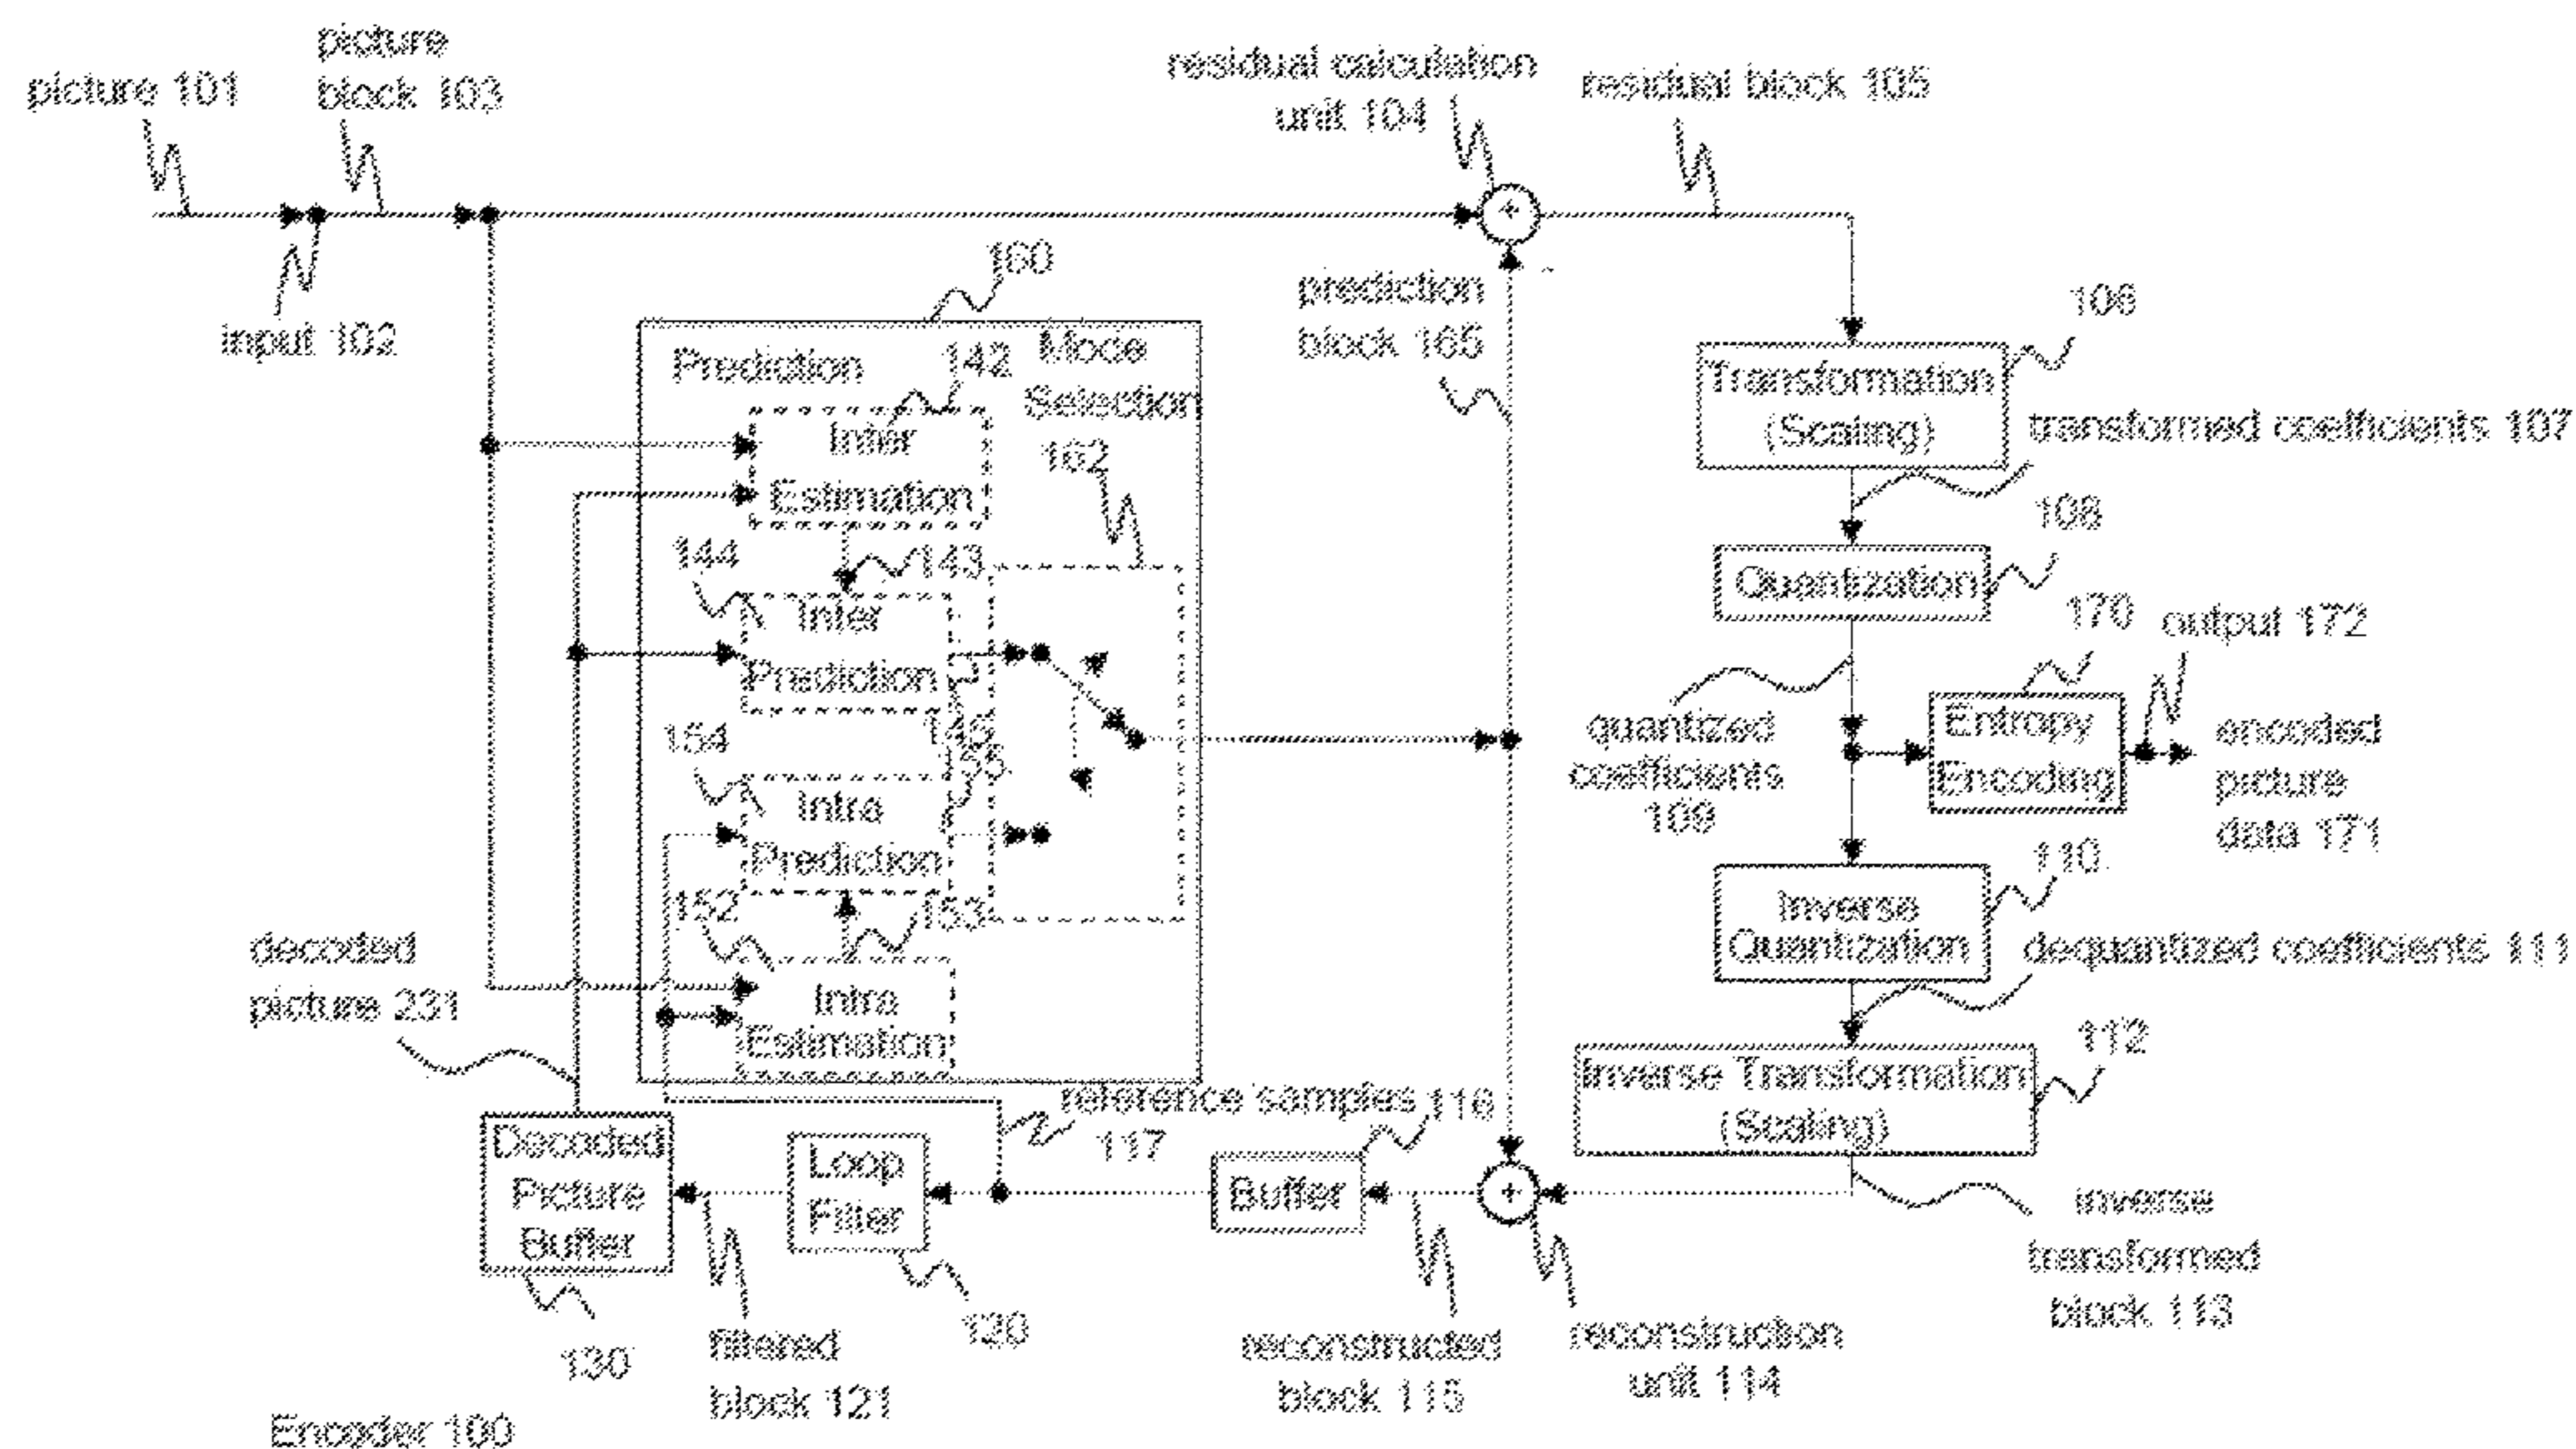 picture 101
picture
block 103
input 102
residual calculation
unit 104
residual block 105
160
prediction
block 165
106
Transformation
(Scaling)
transformed coefficients 107
108
Quantization
170
output 172
quantized
coefficients
109
Entropy
Encoding
encoded
picture
data 171
110
Inverse
Quantization
dequantized coefficients 111
112
Inverse Transformation
(Scaling)
inverse
transformed
block 113
Prediction
142
Mode
Selection
162
Inter
Estimation
143
144
Inter
Prediction
145
154
155
Intra
Prediction
152
153
Intra
Estimation
decoded
picture 231
reference samples
117
116
Buffer
Loop
Filter
120
Decoded
Picture
Buffer
130
filtered
block 121
reconstructed
block 115
reconstruction
unit 114
Encoder 100